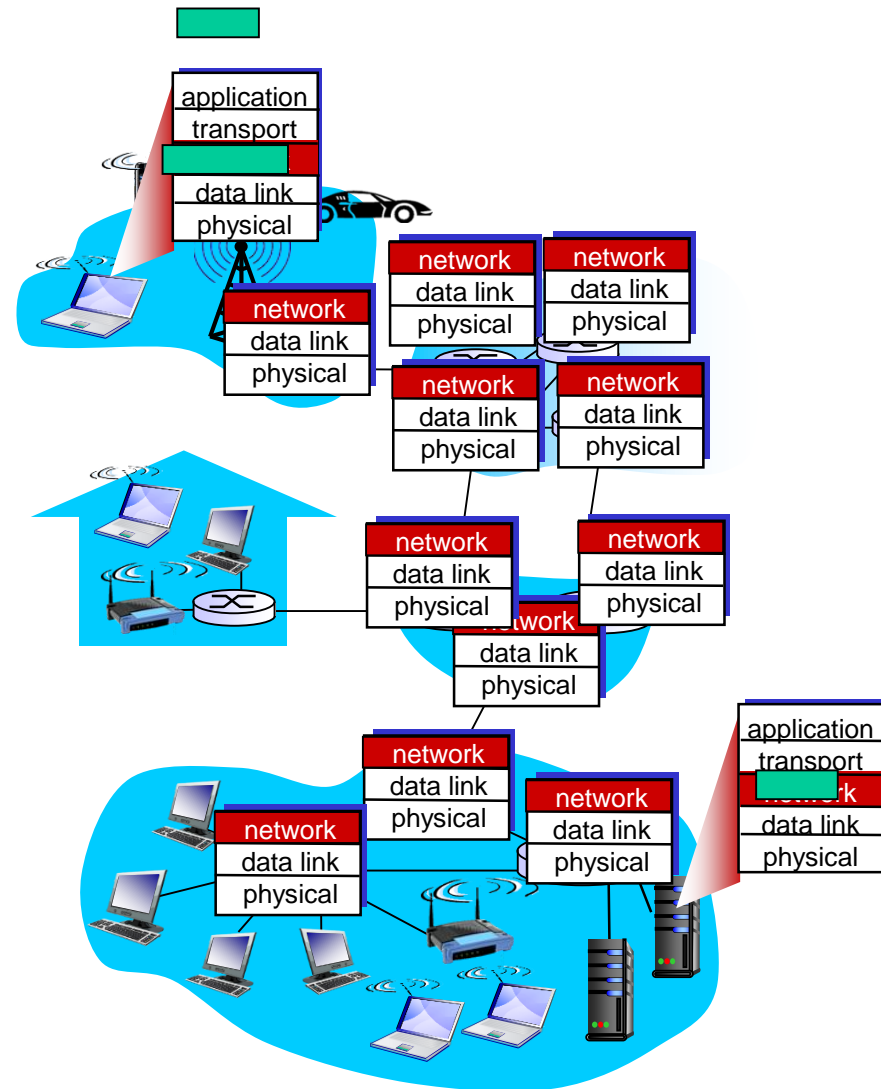 application
transport
data link
physical
network
data link
physical
network
data link
physical
network
data link
physical
network
data link
physical
network
data link
physical
network
data link
physical
network
data link
physical
network
data link
physical
network
data link
physical
network
data link
physical
network
data link
physical
application
transport
network
data link
physical